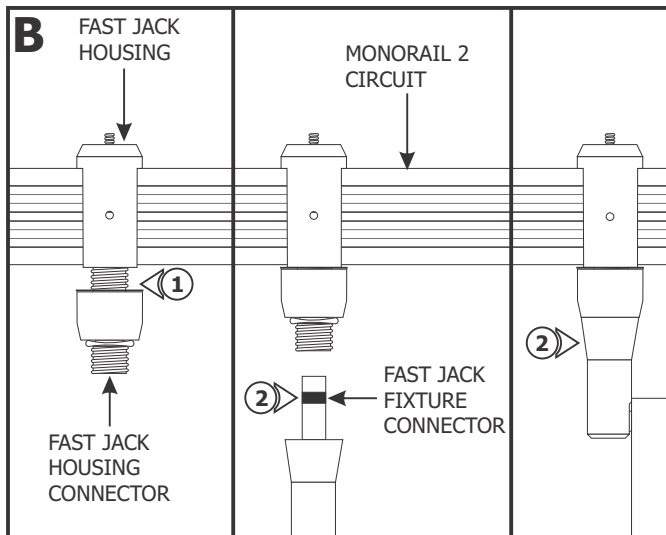 B
FAST JACK
HOUSING
1
FAST JACK
HOUSING
CONNECTOR
MONORAIL 2
CIRCUIT
2
FAST JACK
FIXTURE
CONNECTOR
2